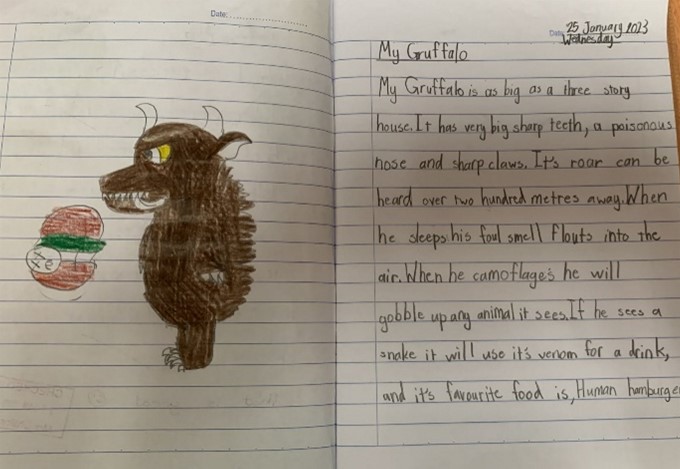 Date:
Date:
25 January 2023
Wednesday
My Gruffalo
My Gruffalo is as big as a three story
house. It has very big sharp teeth, a poisonous
nose and sharp claws. It's roar can be
heard over two hundred metres away. When
he sleeps his foul smell flouts into the
air. When he camoflage's he will
gobble up any animal it sees. If he sees a
snake it will use it's venom for a drink,
and it's favourite food is, Human hamburge